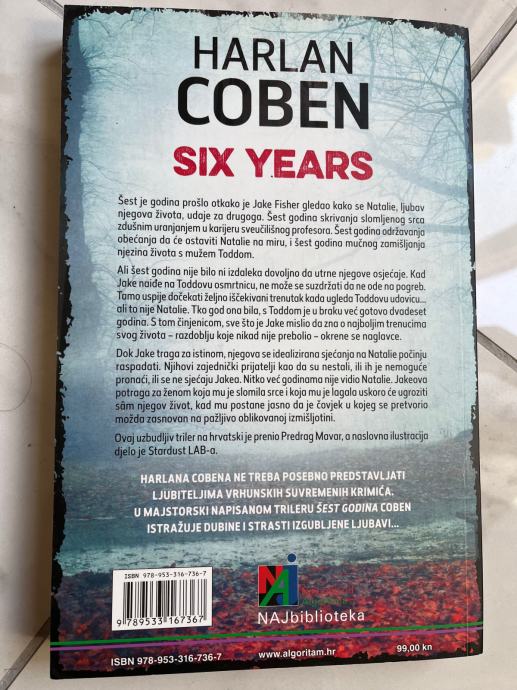 HARLAN
COBEN
SIX YEARS
Šest je godina prošlo otkako je Jake Fisher gledao kako se Natalie, ljubav
njegova života, udaje za drugoga. Šest godina skrivanja slomljenog srca
zdušnim uranjanjem u karijeru sveučilišnog profesora. Šest godina održavanja
obećanja da će ostaviti Natalie na miru, i šest godina mučnog zamišljanja
njezina života s mužem Toddom.
Ali šest godina nije bilo ni izdaleka dovoljno da utrne njegove osjećaje. Kad
Jake naiđe na Toddovu osmrtnicu, ne može se suzdržati da ne ode na pogreb.
Tamo uspije dočekati željno iščekivani trenutak kada ugleda Toddovu udovicu...
ali to nije Natalie. Tko god ona bila, s Toddom je u braku već gotovo dvadeset
godina. S tom činjenicom, sve što je Jake mislio da zna o najboljim trenucima
svog života – razdoblju koje nikad nije prebolio – okrene se naglavce.
Dok Jake traga za istinom, njegova se idealizirana sjećanja na Natalie počinju
raspadati. Njihovi zajednički prijatelji kao da su nestali, ili ih je nemoguće
pronaći, ili se ne sjećaju Jakea. Nitko već godinama nije vidio Natalie. Jakeova
potraga za ženom koja mu je slomila srce i koja mu je lagala uskoro će ugroziti
sâm njegov život, kad mu postane jasno da je čovjek u kojeg se pretvorio
možda zasnovan na pažljivo oblikovanoj izmišljotini.
Ovaj uzbudljiv triler na hrvatski je prenio Predrag Mavar, a naslovna ilustracija
djelo je Stardust LAB-a.
HARLANA COBENA NE TREBA POSEBNO PREDSTAVLJATI
LJUBITELJIMA VRHUNSKIH SUVREMENIH KRIMIĆA.
U MAJSTORSKI NAPISANOM TRILERU ŠEST GODINA COBEN
ISTRAŽUJE DUBINE I STRASTI IZGUBLJENE LJUBAVI...
ISBN 978-953-316-736-7
9 789533 167367
NAJ
NAJbiblioteka
ISBN 978-953-316-736-7
www.algoritam.hr
99,00 kn